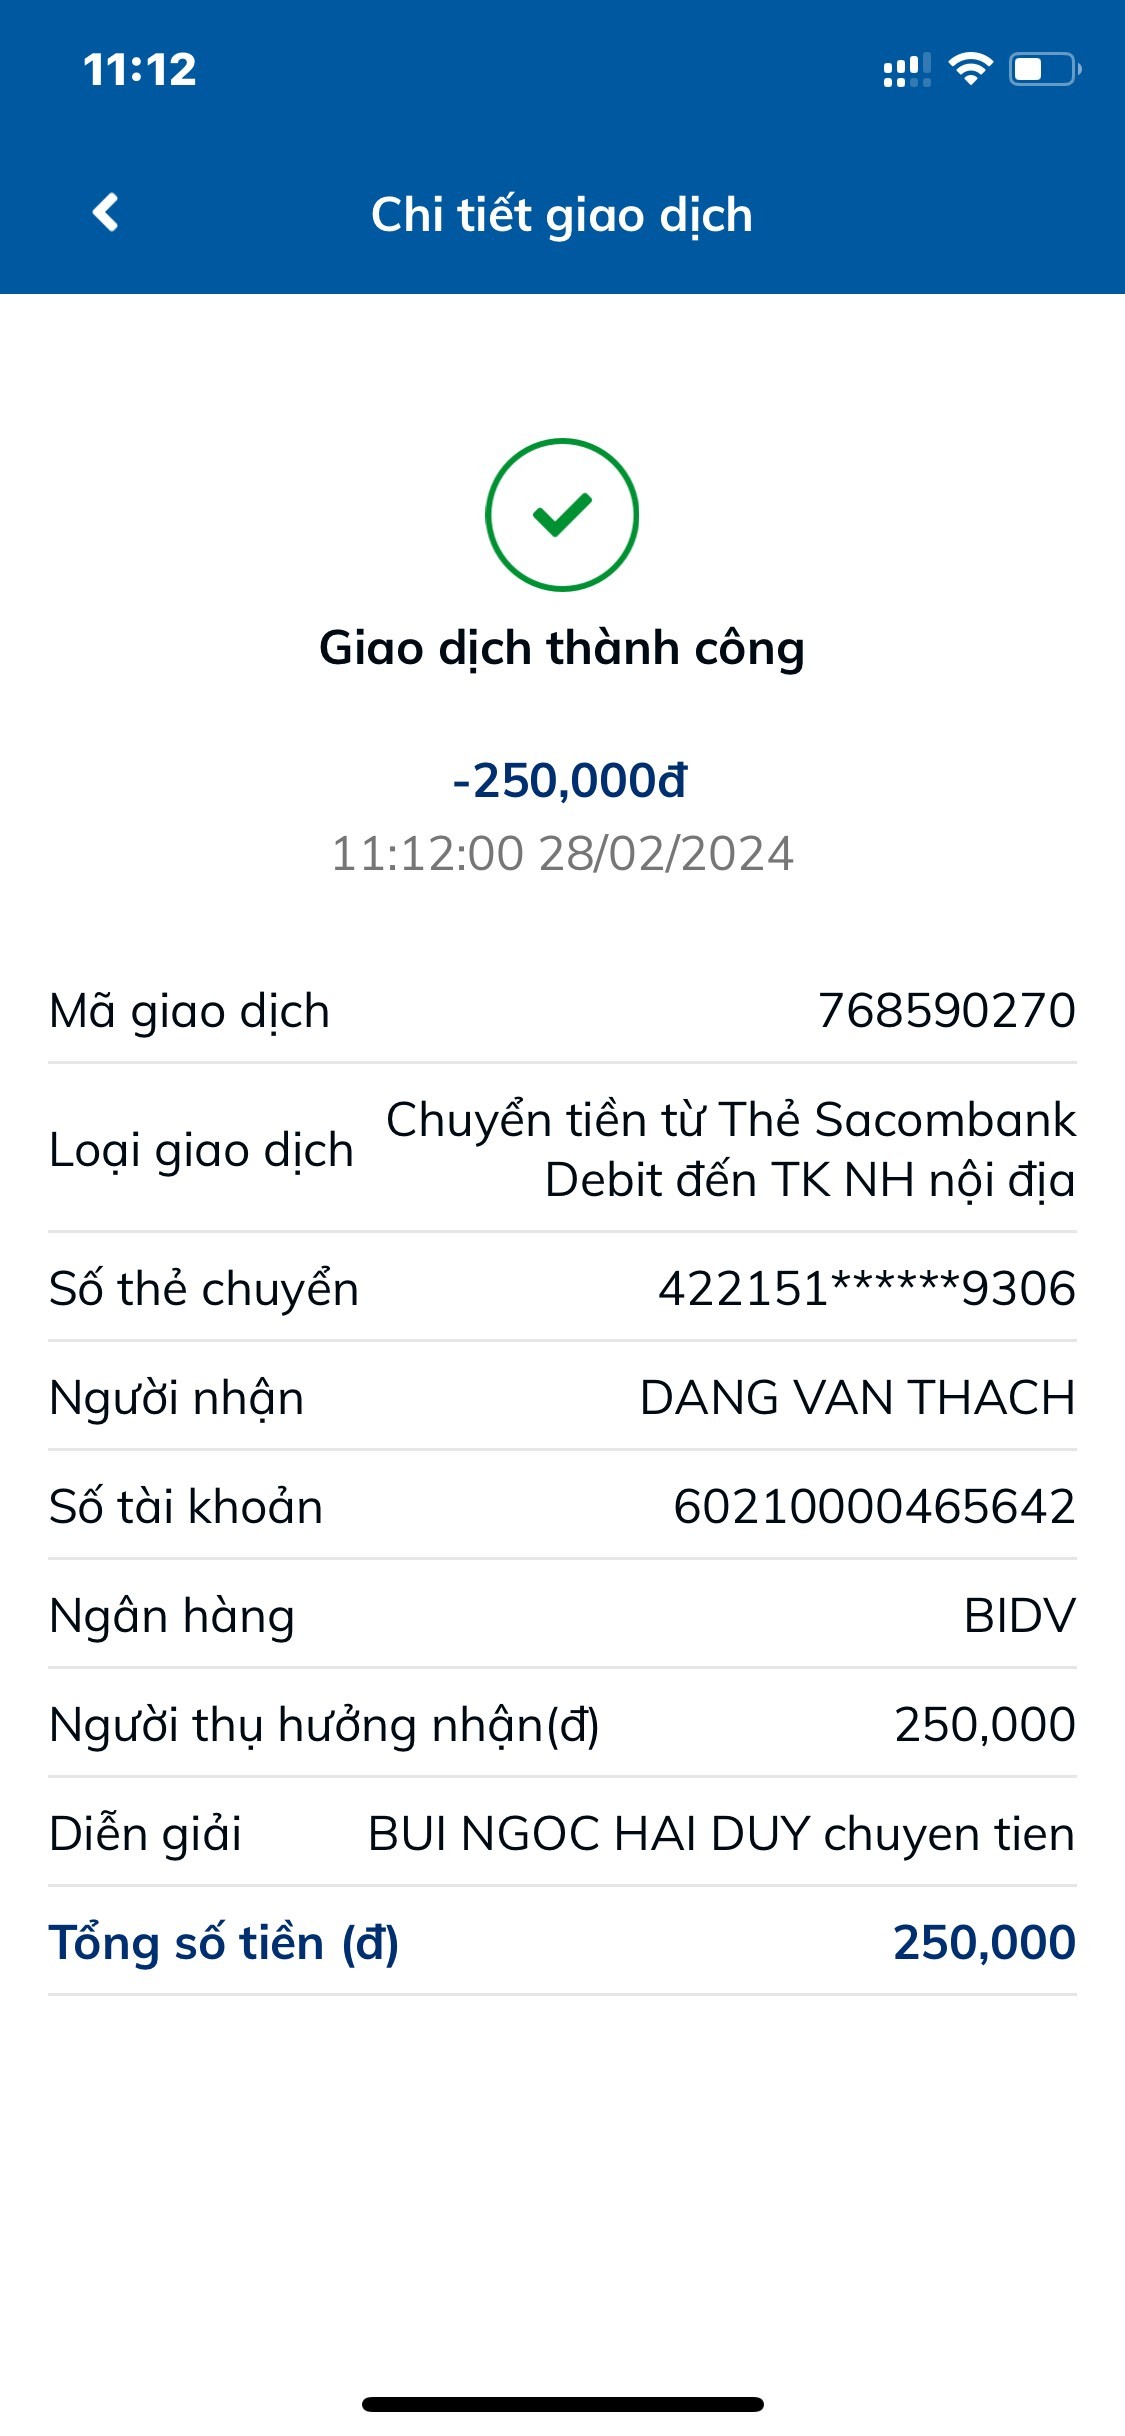 11:12
Chi tiết giao dịch
Giao dịch thành công
-250,000đ
11:12:00 28/02/2024
Mã giao dịch 768590270
Loại giao dịch Chuyển tiền từ Thẻ Sacombank
Debit đến TK NH nội địa
Số thẻ chuyển 422151******9306
Người nhận DANG VAN THACH
Số tài khoản 60210000465642
Ngân hàng BIDV
Người thụ hưởng nhận(đ) 250,000
Diễn giải BUI NGOC HAI DUY chuyen tien
Tổng số tiền (đ) 250,000